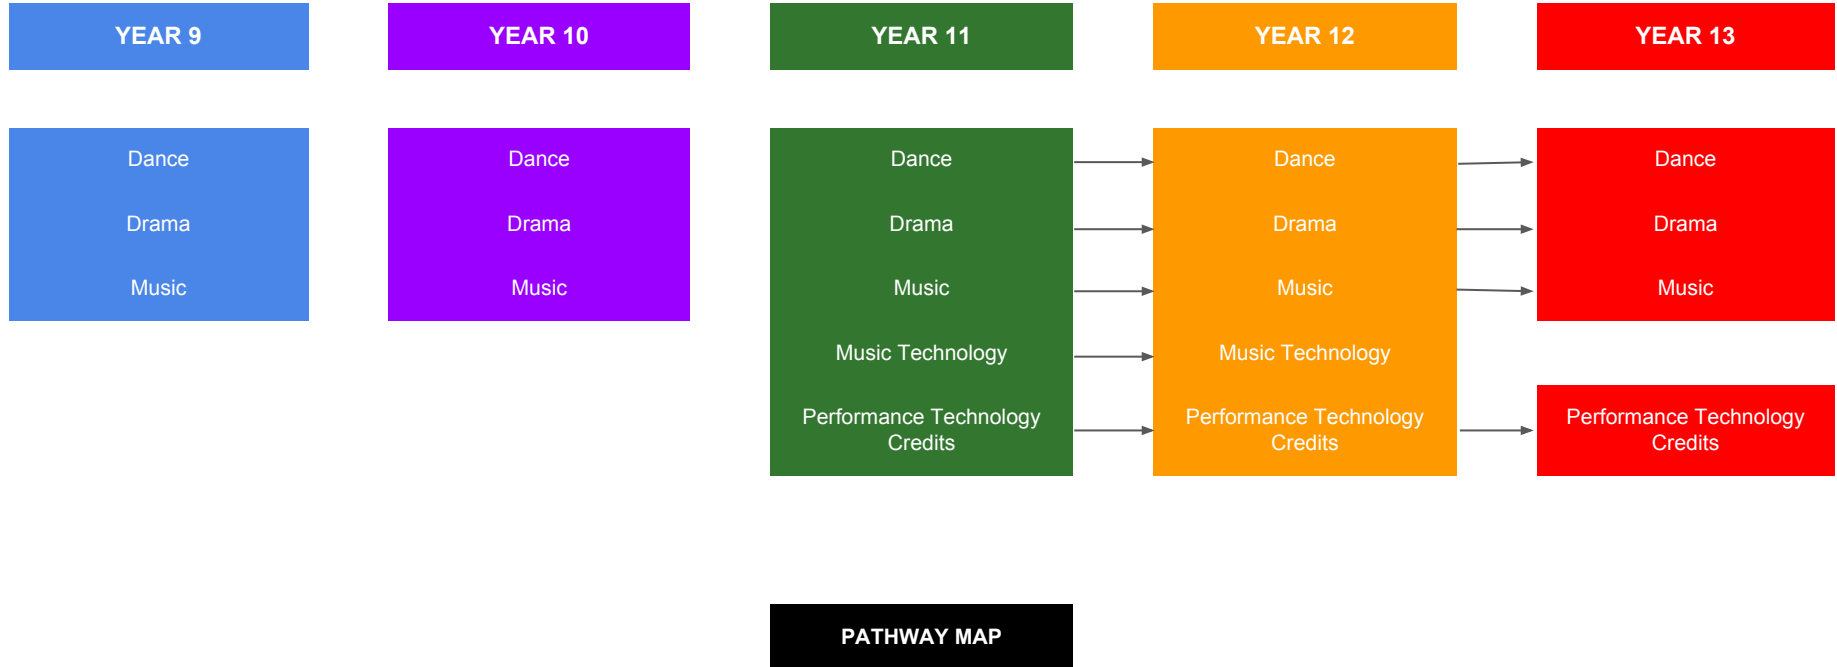 YEAR 9
YEAR 10
YEAR 11
YEAR 12
YEAR 13
Dance
Drama
Music
Dance
Drama
Music
Dance
Drama
Music
Music Technology
Performance Technology
Credits
Dance
Drama
Music
Music Technology
Performance Technology
Credits
Dance
Drama
Music
Performance Technology
Credits
PATHWAY MAP